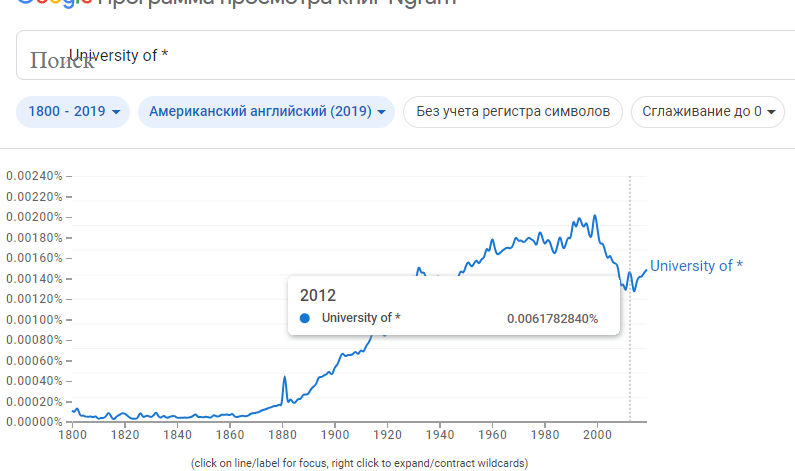 Google Программа просмотра книг Ngram
Поиск
University of *
1800 - 2019
Американский английский (2019)
Без учета регистра символов
Сглаживание до 0
0.00240%
0.00220%
0.00200%
0.00180%
0.00160%
0.00140%
0.00120%
0.00100%
0.00080%
0.00060%
0.00040%
0.00020%
0.00000%
University of *
2012
University of *
0.0061782840%
1800
1820
1840
1860
1880
1900
1920
1940
1960
1980
2000
(click on line/label for focus, right click to expand/contract wildcards)